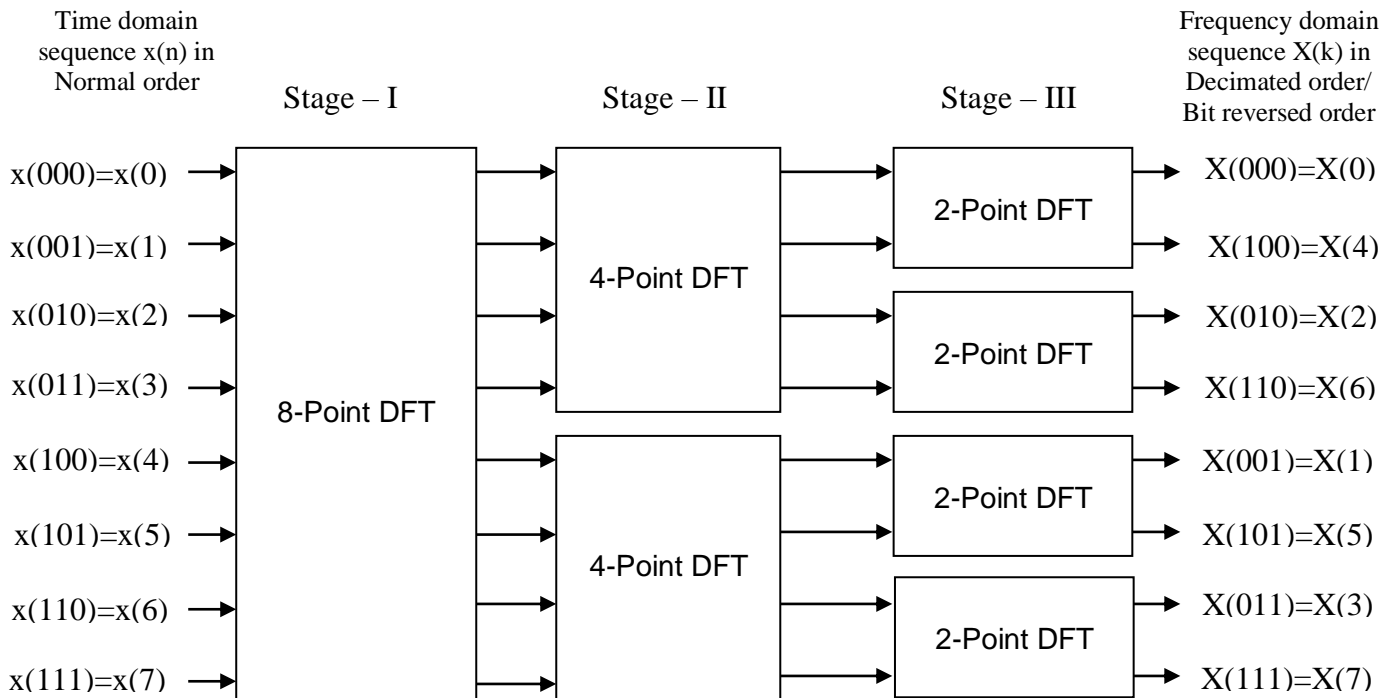 Time domain
sequence x(n) in
Normal order
Frequency domain
sequence X(k) in
Decimated order/
Bit reversed order
Stage – I
Stage – II
Stage – III
x(000)=x(0)
x(001)=x(1)
x(010)=x(2)
x(011)=x(3)
x(100)=x(4)
x(101)=x(5)
x(110)=x(6)
x(111)=x(7)
8-Point DFT
4-Point DFT
4-Point DFT
2-Point DFT
2-Point DFT
2-Point DFT
2-Point DFT
X(000)=X(0)
X(100)=X(4)
X(010)=X(2)
X(110)=X(6)
X(001)=X(1)
X(101)=X(5)
X(011)=X(3)
X(111)=X(7)